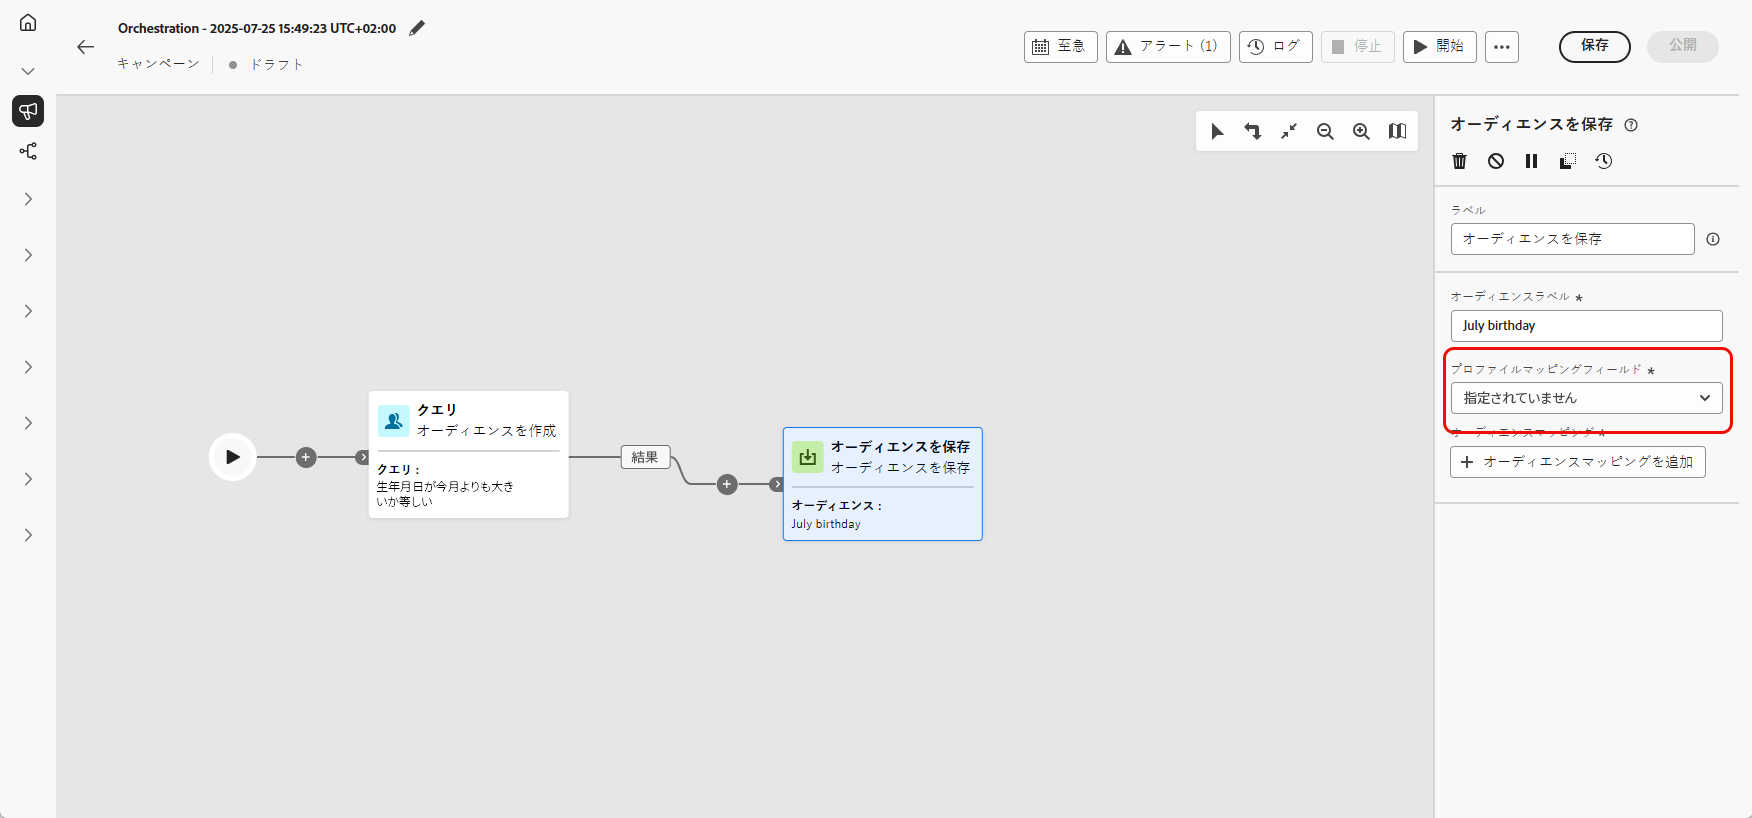 Orchestration - 2025-07-25 15:49:23 UTC+02:00
キャンペーン
ドラフト
至急
アラート (1)
ログ
停止
開始
保存
公開
クエリ
オーディエンスを作成
クエリ：
生年月日が今月よりも大き
いか等しい
結果
オーディエンスを保存
オーディエンスを保存
オーディエンス：
July birthday
オーディエンスを保存
ラベル
オーディエンスを保存
オーディエンスラベル *
July birthday
プロファイルマッピングフィールド *
指定されていません
オーディエンスマッピング *
オーディエンスマッピングを追加